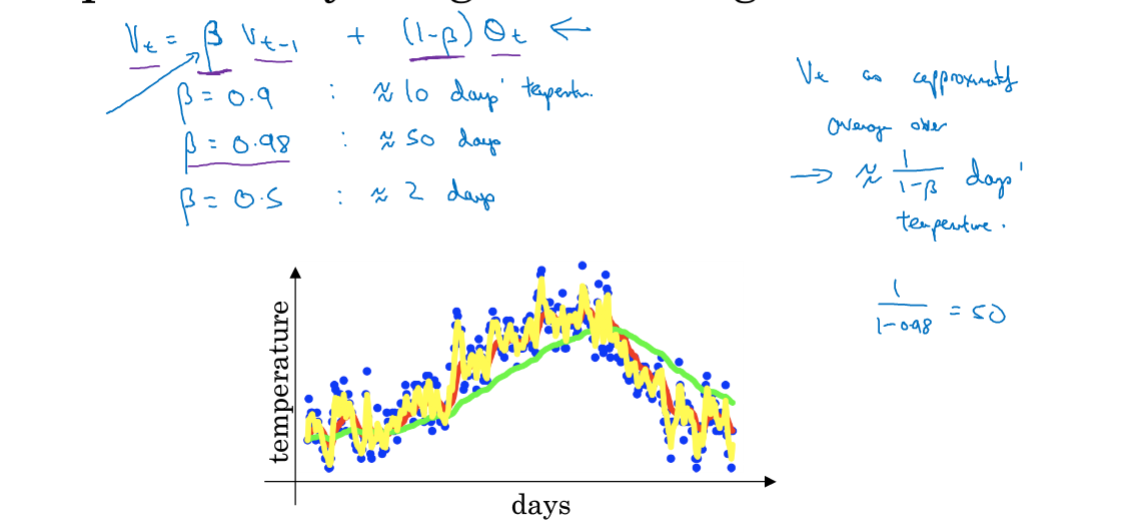 Vt = β Vt-1 + (1-β) θt ←
β = 0.9 : ≈ 10 days'
β = 0.98 : ≈ 50 days
β = 0.5 : ≈ 2 days
Vt as approximately
average over
→ ≈ 1/(1-β) days'
temperature.
1/(1-0.98) = 50
temperature
days